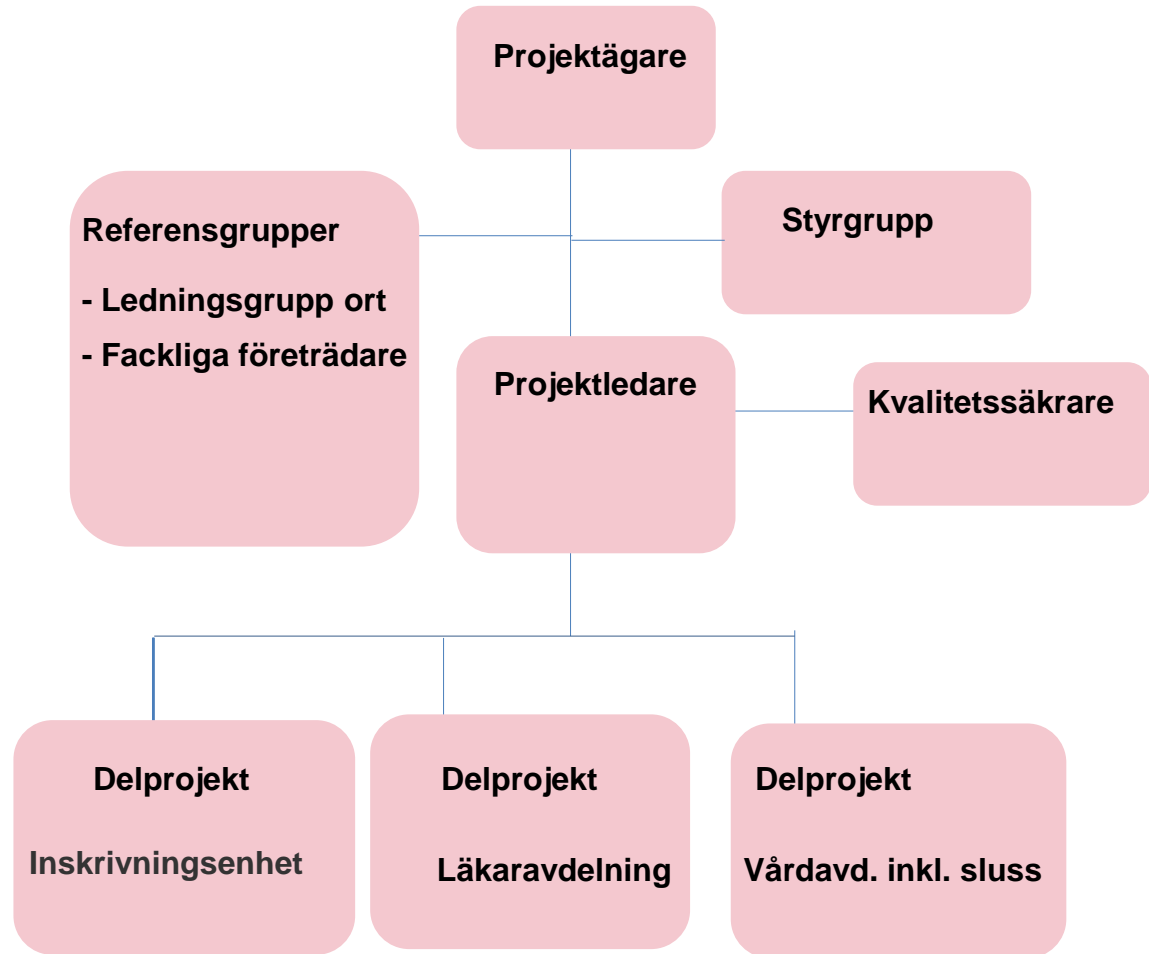 Projektägare
Referensgrupper
- Ledningsgrupp ort
- Fackliga företrädare
Styrgrupp
Projektledare
Kvalitetssäkrare
Delprojekt
Inskrivningsenhet
Delprojekt
Läkaravdelning
Delprojekt
Vårdavd. inkl. sluss